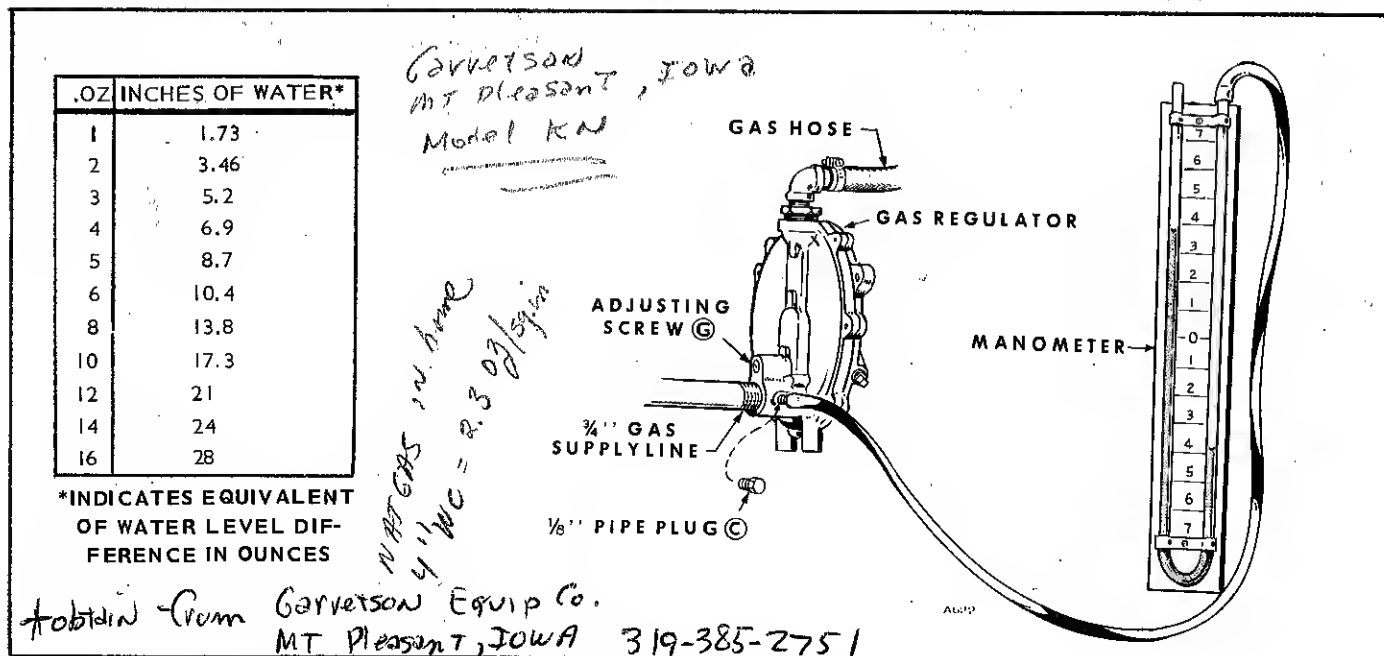 .OZ INCHES OF WATER*
1 1.73
2 3.46
3 5.2
4 6.9
5 8.7
6 10.4
8 13.8
10 17.3
12 21
14 24
16 28
*INDICATES EQUIVALENT
OF WATER LEVEL DIF-
FERENCE IN OUNCES
Garretson
MT Pleasant, Iowa
Model KN
NAT GAS in home
4" WC = 2.3 oz/sq in
GAS HOSE
GAS REGULATOR
ADJUSTING
SCREW Ⓖ
¾'' GAS
SUPPLYLINE
⅛'' PIPE PLUG Ⓒ
MANOMETER
7
6
5
4
3
2
1
0
1
2
3
4
5
6
7
obtain from Garretson Equip Co.
MT Pleasant, IOWA 319-385-2751